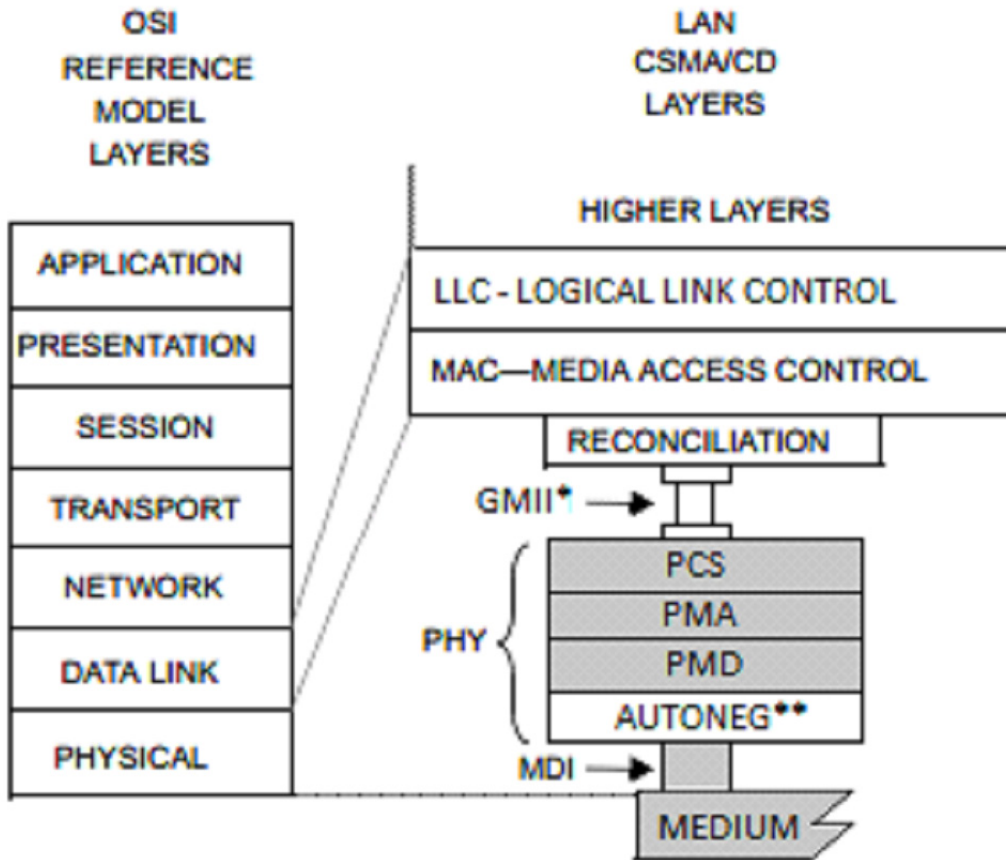 OSI
REFERENCE
MODEL
LAYERS
APPLICATION
PRESENTATION
SESSION
TRANSPORT
NETWORK
DATA LINK
PHYSICAL
LAN
CSMA/CD
LAYERS
HIGHER LAYERS
LLC - LOGICAL LINK CONTROL
MAC—MEDIA ACCESS CONTROL
RECONCILIATION
GMII*
PCS
PMA
PHY
PMD
AUTONEG**
MDI
MEDIUM